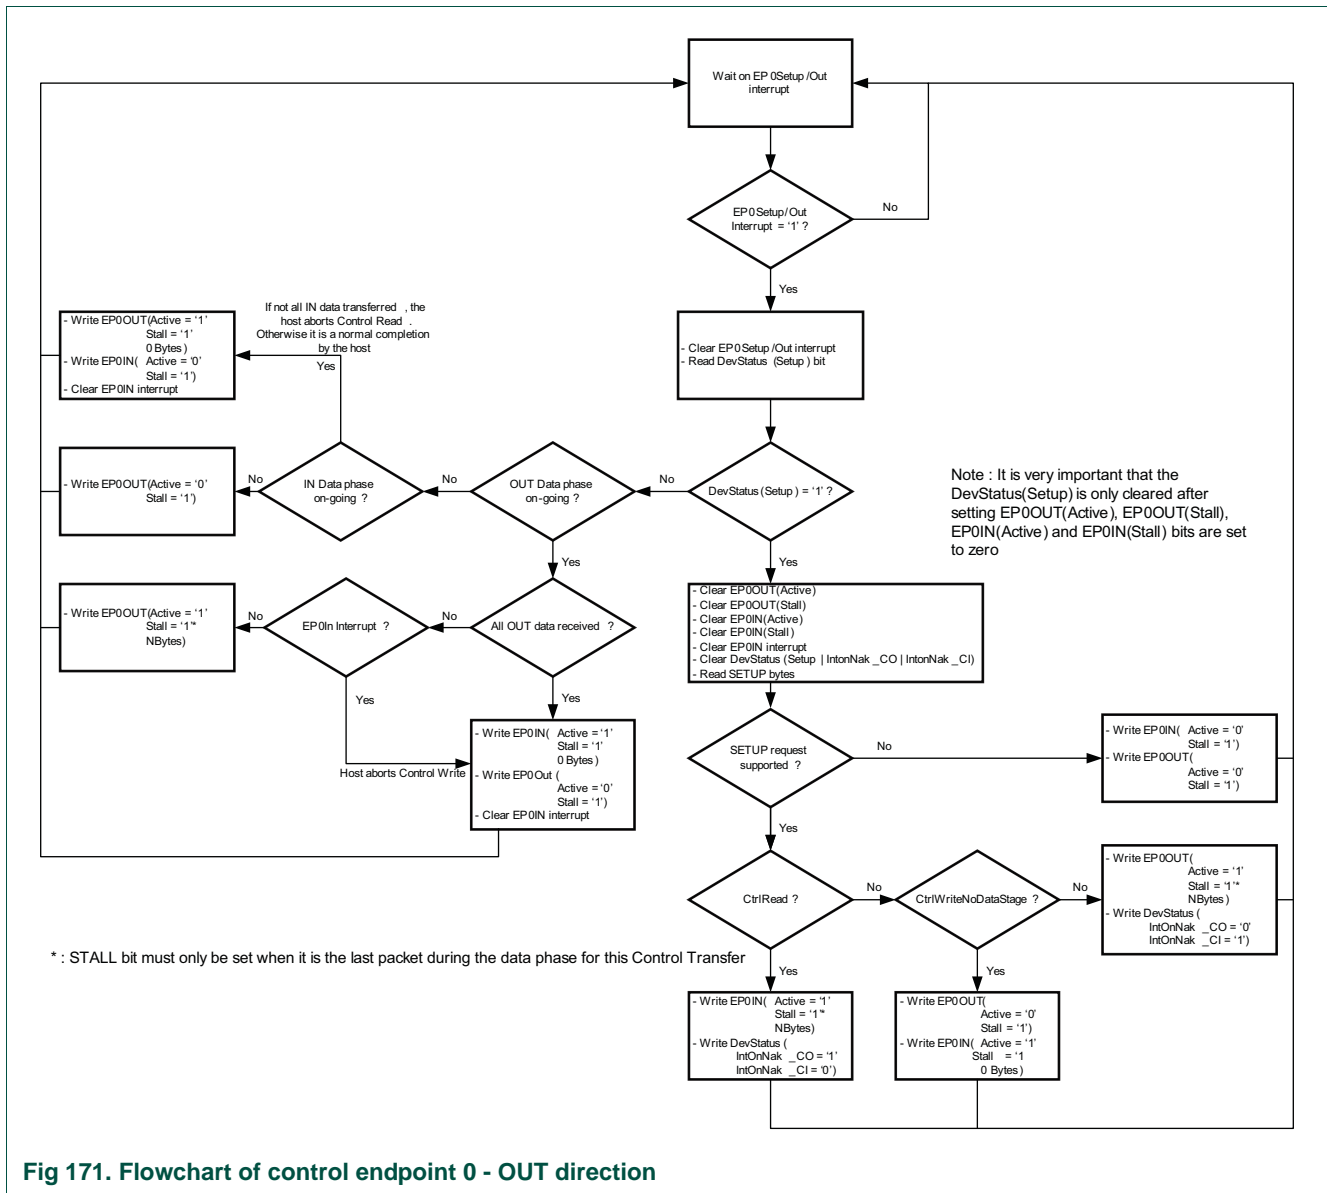 Wait on EP0Setup/Out
interrupt
EP0Setup/Out
Interrupt = ‘1’ ?
No
Yes
- Clear EP0Setup/Out interrupt
- Read DevStatus (Setup) bit
If not all IN data transferred , the
host aborts Control Read .
Otherwise it is a normal completion
by the host
Yes
- Write EP0OUT(Active = ‘1’
Stall = ‘1’
0 Bytes)
- Write EP0IN( Active = ‘0’
Stall = ‘1’)
- Clear EP0IN interrupt
- Write EP0OUT(Active = ‘0’
Stall = ‘1’)
No
IN Data phase
on-going ?
No
OUT Data phase
on-going ?
No
DevStatus (Setup) = ‘1’ ?
Note : It is very important that the
DevStatus(Setup) is only cleared after
setting EP0OUT(Active), EP0OUT(Stall),
EP0IN(Active) and EP0IN(Stall) bits are set
to zero
Yes
Yes
- Write EP0OUT(Active = ‘1’
Stall = ‘1’*
NBytes)
No
EP0In Interrupt ?
No
All OUT data received ?
- Clear EP0OUT(Active)
- Clear EP0OUT(Stall)
- Clear EP0IN(Active)
- Clear EP0IN(Stall)
- Clear EP0IN interrupt
- Clear DevStatus (Setup | IntonNak _CO | IntonNak _CI)
- Read SETUP bytes
Yes
Yes
Host aborts Control Write
- Write EP0IN( Active = ‘1’
Stall = ‘1’
0 Bytes)
- Write EP0Out (
Active = ‘0’
Stall = ‘1’)
- Clear EP0IN interrupt
SETUP request
supported ?
No
- Write EP0IN( Active = ‘0’
Stall = ‘1’)
- Write EP0OUT(
Active = ‘0’
Stall = ‘1’)
Yes
CtrlRead ?
No
CtrlWriteNoDataStage ?
No
- Write EP0OUT(
Active = ‘1’
Stall = ‘1’*
NBytes)
- Write DevStatus (
IntOnNak _CO = ‘0’
IntOnNak _CI = ‘1’)
* : STALL bit must only be set when it is the last packet during the data phase for this Control Transfer
Yes
Yes
- Write EP0IN( Active = ‘1’
Stall = ‘1’*
NBytes)
- Write DevStatus (
IntOnNak _CO = ‘1’
IntOnNak _CI = ‘0’)
- Write EP0OUT(
Active = ‘0’
Stall = ‘1’)
- Write EP0IN( Active = ‘1’
Stall = ‘1
0 Bytes)
Fig 171. Flowchart of control endpoint 0 - OUT direction